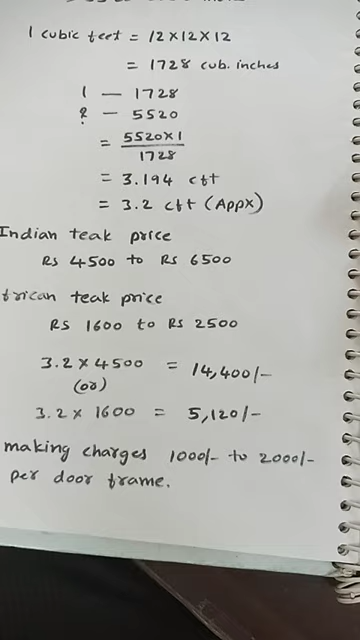 1 cubic feet = 12×12×12
= 1728 cub. inches
1 — 1728
? — 5520
= 5520×1
1728
= 3.194 cft
= 3.2 cft (Appx)
Indian teak price
Rs 4500 to Rs 6500
frican teak price
RS 1600 to RS 2500
3.2 × 4500 = 14,400/-
(or)
3.2 × 1600 = 5,120/-
making charges 1000/- to 2000/-
per door frame.